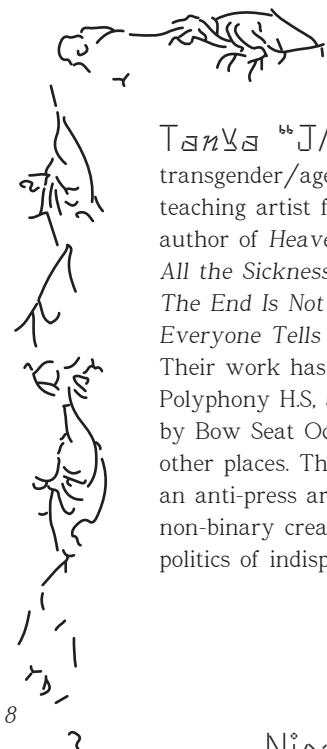 Tanya “J/
transgender/age
teaching artist f
author of Heave
All the Sickness
The End Is Not
Everyone Tells
Their work has
Polyphony H.S, a
by Bow Seat Oc
other places. Th
an anti-press ar
non-binary crea
politics of indisp
8
Nic